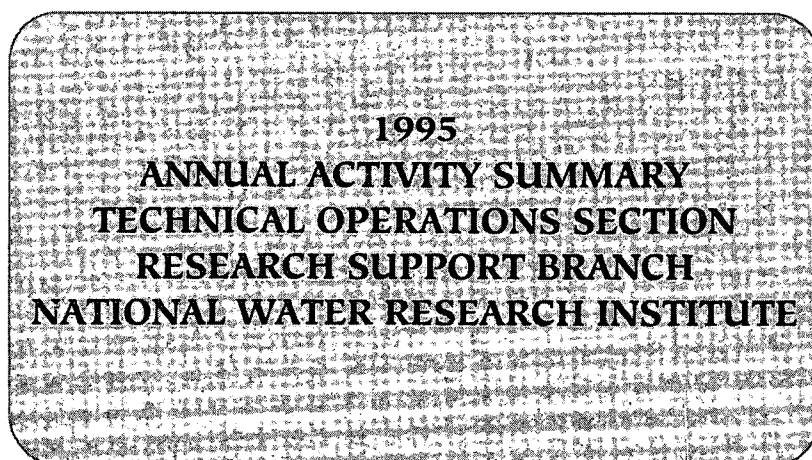 1995
ANNUAL ACTIVITY SUMMARY
TECHNICAL OPERATIONS SECTION
RESEARCH SUPPORT BRANCH
NATIONAL WATER RESEARCH INSTITUTE